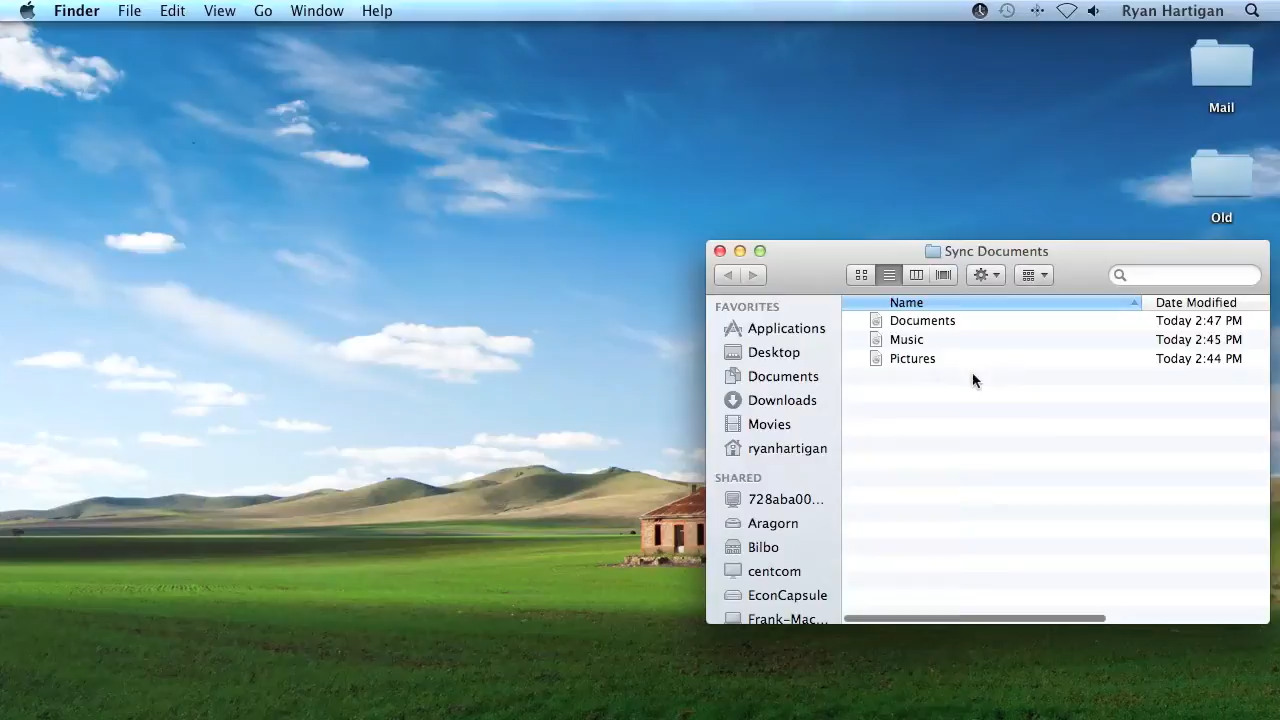 Finder File Edit View Go Window Help Ryan Hartigan
Mail
Old
Sync Documents
FAVORITES
Applications
Desktop
Documents
Downloads
Movies
ryanhartigan
SHARED
728aba00...
Aragorn
Bilbo
centcom
EconCapsule
Frank-Mac...
Name Date Modified
Documents Today 2:47 PM
Music Today 2:45 PM
Pictures Today 2:44 PM